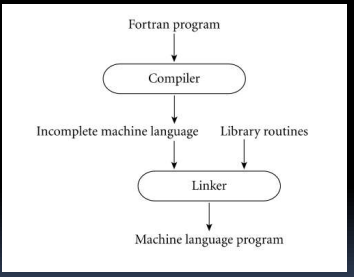 Fortran program
Compiler
Incomplete machine language Library routines
Linker
Machine language program